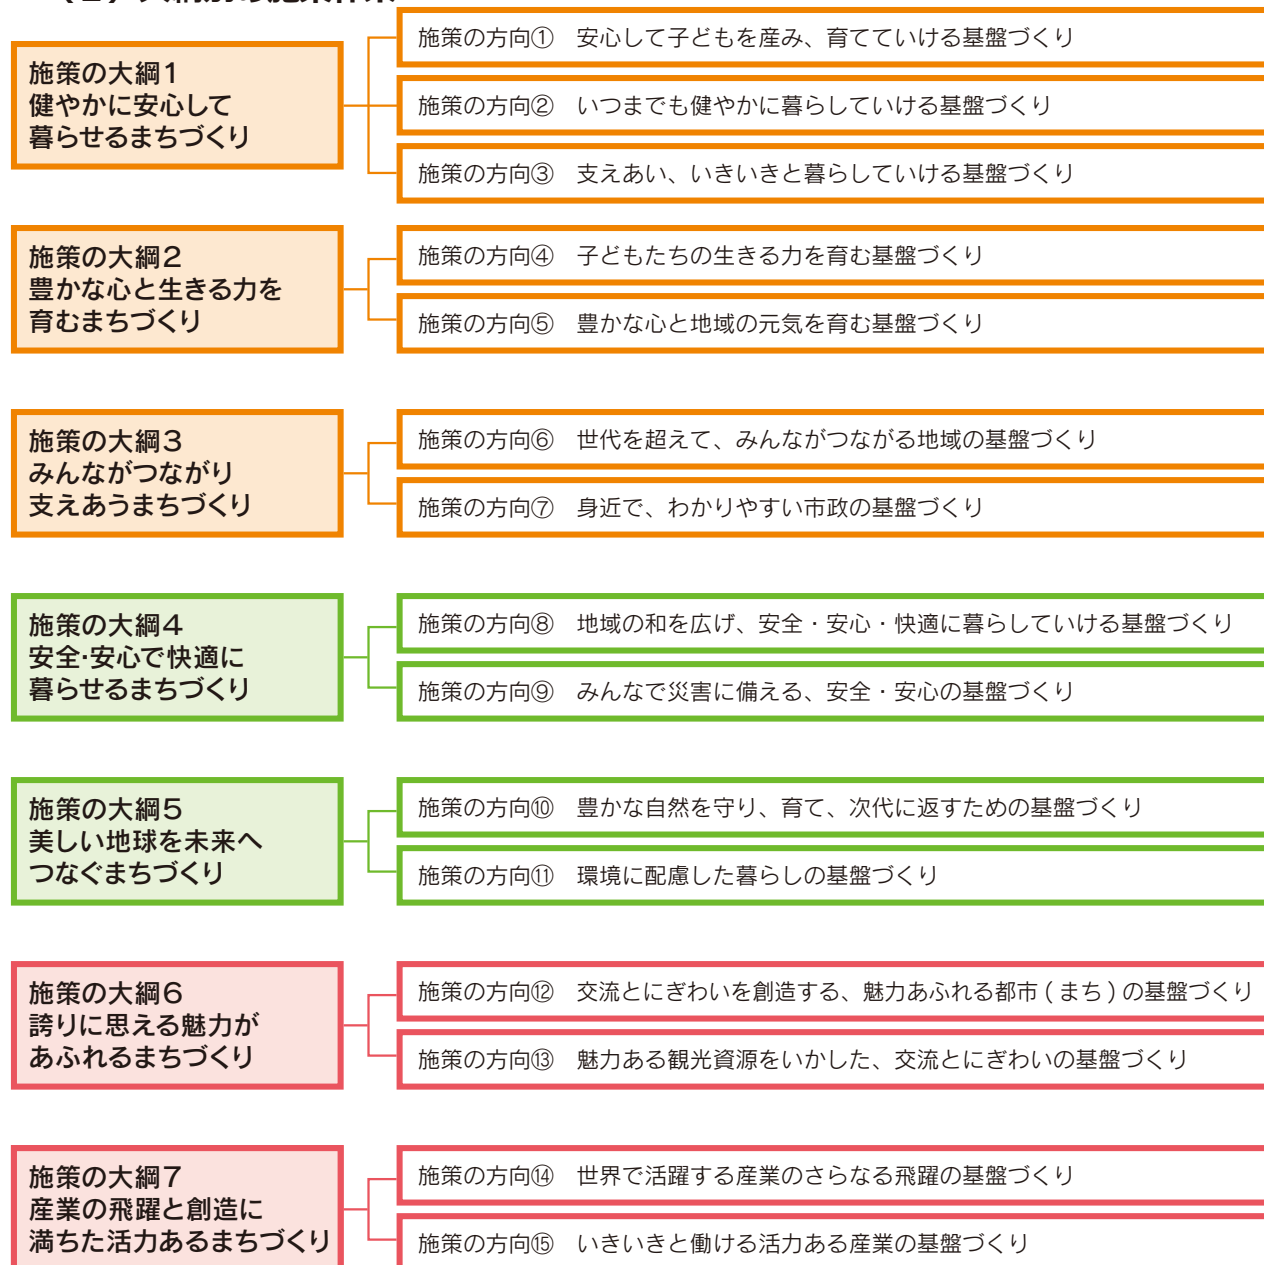 施策の大綱1
健やかに安心して
暮らせるまちづくり
施策の方向① 安心して子どもを産み、育てていける基盤づくり
施策の方向② いつまでも健やかに暮らしていける基盤づくり
施策の方向③ 支えあい、いきいきと暮らしていける基盤づくり
施策の大綱2
豊かな心と生きる力を
育むまちづくり
施策の方向④ 子どもたちの生きる力を育む基盤づくり
施策の方向⑤ 豊かな心と地域の元気を育む基盤づくり
施策の大綱3
みんながつながり
支えあうまちづくり
施策の方向⑥ 世代を超えて、みんながつながる地域の基盤づくり
施策の方向⑦ 身近で、わかりやすい市政の基盤づくり
施策の大綱4
安全・安心で快適に
暮らせるまちづくり
施策の方向⑧ 地域の和を広げ、安全・安心・快適に暮らしていける基盤づくり
施策の方向⑨ みんなで災害に備える、安全・安心の基盤づくり
施策の大綱5
美しい地球を未来へ
つなぐまちづくり
施策の方向⑩ 豊かな自然を守り、育て、次代に返すための基盤づくり
施策の方向⑪ 環境に配慮した暮らしの基盤づくり
施策の大綱6
誇りに思える魅力が
あふれるまちづくり
施策の方向⑫ 交流とにぎわいを創造する、魅力あふれる都市 ( まち ) の基盤づくり
施策の方向⑬ 魅力ある観光資源をいかした、交流とにぎわいの基盤づくり
施策の大綱7
産業の飛躍と創造に
満ちた活力あるまちづくり
施策の方向⑭ 世界で活躍する産業のさらなる飛躍の基盤づくり
施策の方向⑮ いきいきと働ける活力ある産業の基盤づくり